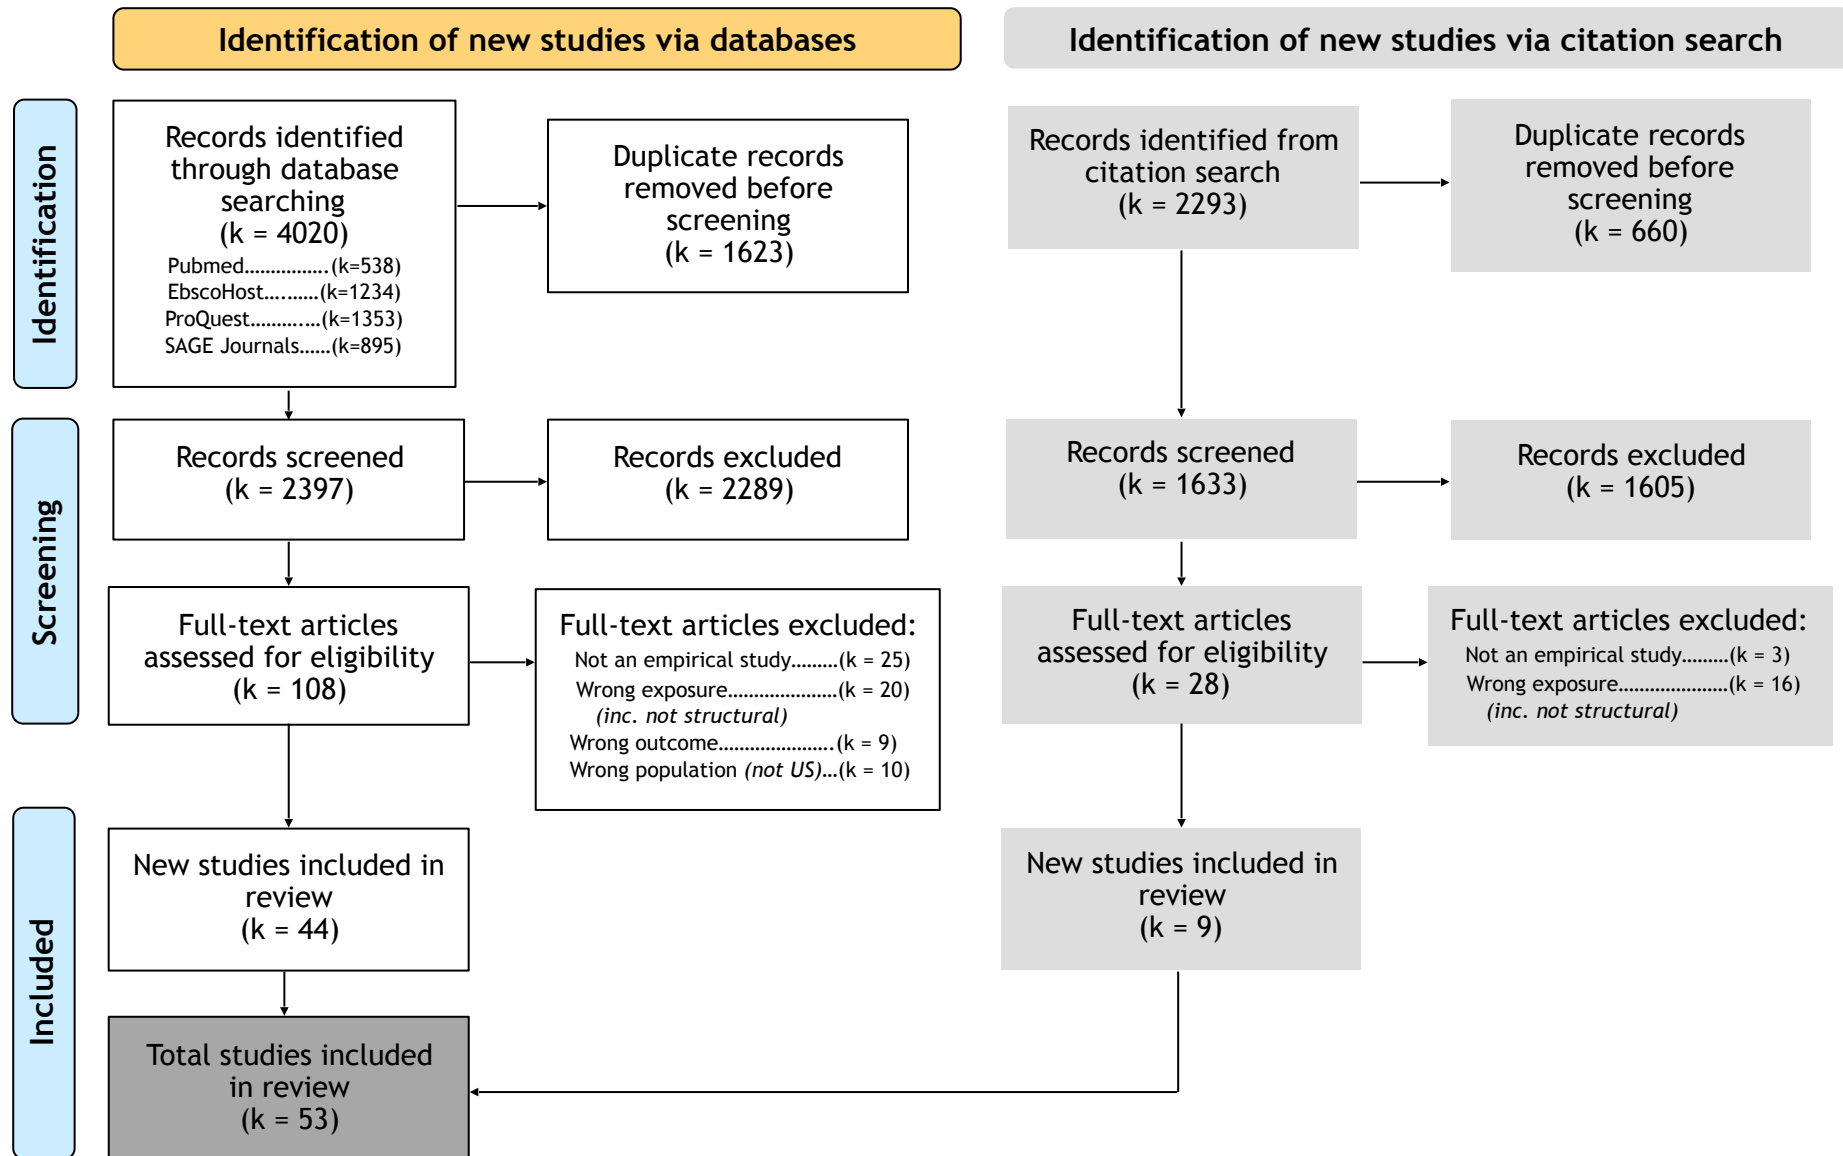 Identification of new studies via databases
Identification of new studies via citation search
Identification
Records identified
through database
searching
(k = 4020)
Pubmed................(k=538)
EbscoHost..........(k=1234)
ProQuest.............(k=1353)
SAGE Journals......(k=895)
Duplicate records
removed before
screening
(k = 1623)
Records identified from
citation search
(k = 2293)
Duplicate records
removed before
screening
(k = 660)
Screening
Records screened
(k = 2397)
Records excluded
(k = 2289)
Records screened
(k = 1633)
Records excluded
(k = 1605)
Full-text articles
assessed for eligibility
(k = 108)
Full-text articles excluded:
Not an empirical study.........(k = 25)
Wrong exposure.....................(k = 20)
(inc. not structural)
Wrong outcome......................(k = 9)
Wrong population (not US)...(k = 10)
Full-text articles
assessed for eligibility
(k = 28)
Full-text articles excluded:
Not an empirical study.........(k = 3)
Wrong exposure.....................(k = 16)
(inc. not structural)
Included
New studies included in
review
(k = 44)
New studies included in
review
(k = 9)
Total studies included
in review
(k = 53)